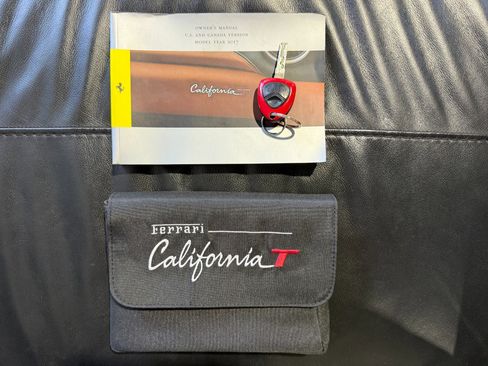 OWNER'S MANUAL
U.S. AND CANADA VERSION
MODEL YEAR 2017
California
Ferrari
California T